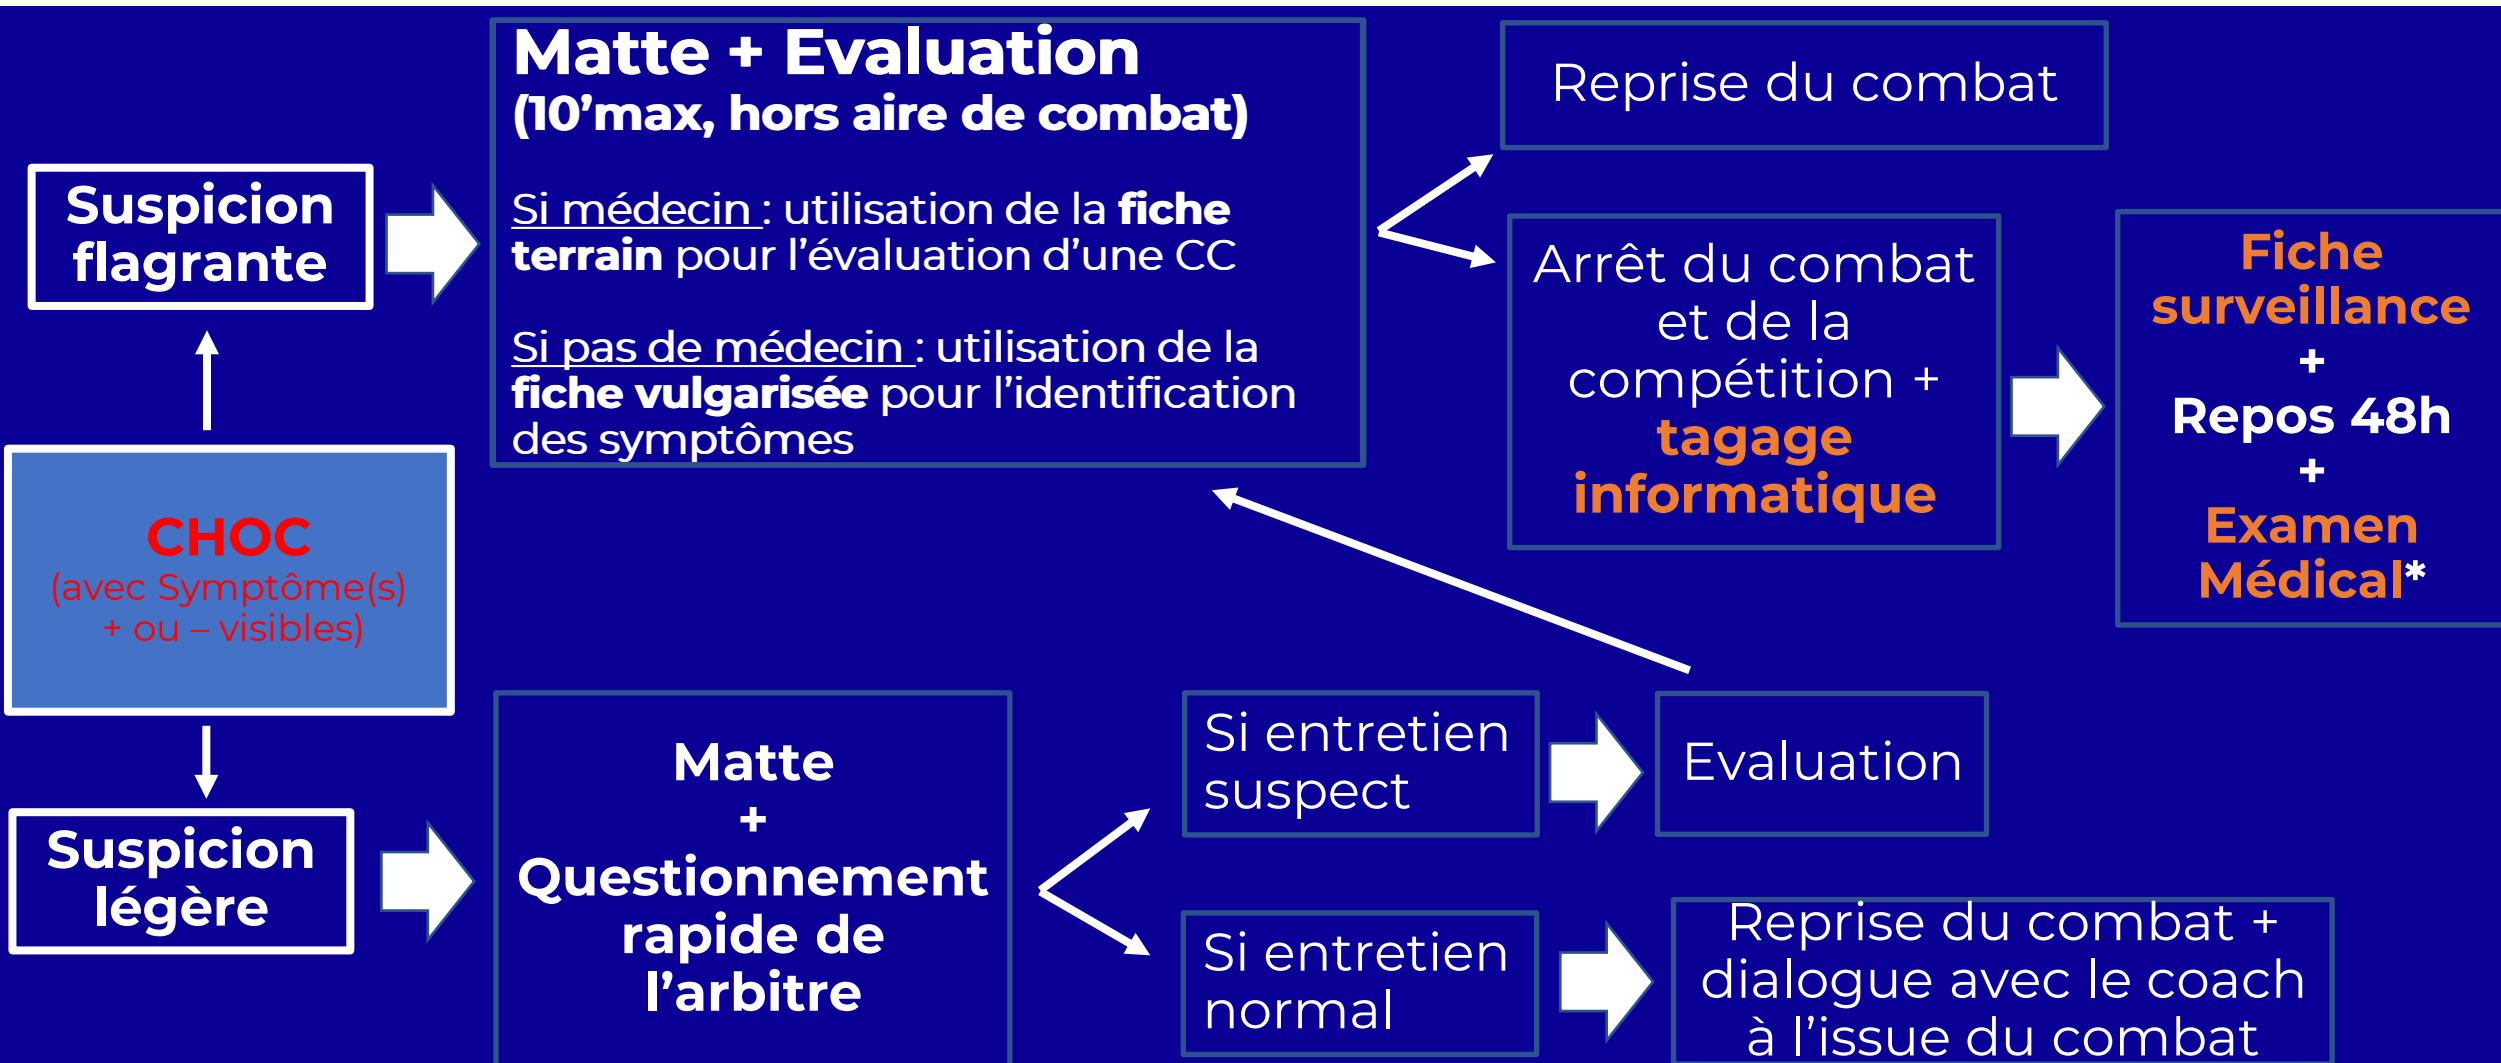 Matte + Evaluation
(10’max, hors aire de combat)
Si médecin : utilisation de la fiche
terrain pour l’évaluation d’une CC
Si pas de médecin : utilisation de la
fiche vulgarisée pour l’identification
des symptômes
Reprise du combat
Suspicion
flagrante
Arrêt du combat
et de la
compétition +
tagage
informatique
Fiche
surveillance
+
Repos 48h
+
Examen
Médical*
CHOC
(avec Symptôme(s)
+ ou – visibles)
Suspicion
légère
Matte
+
Questionnement
rapide de
l’arbitre
Si entretien
suspect
Evaluation
Si entretien
normal
Reprise du combat +
dialogue avec le coach
à l’issue du combat